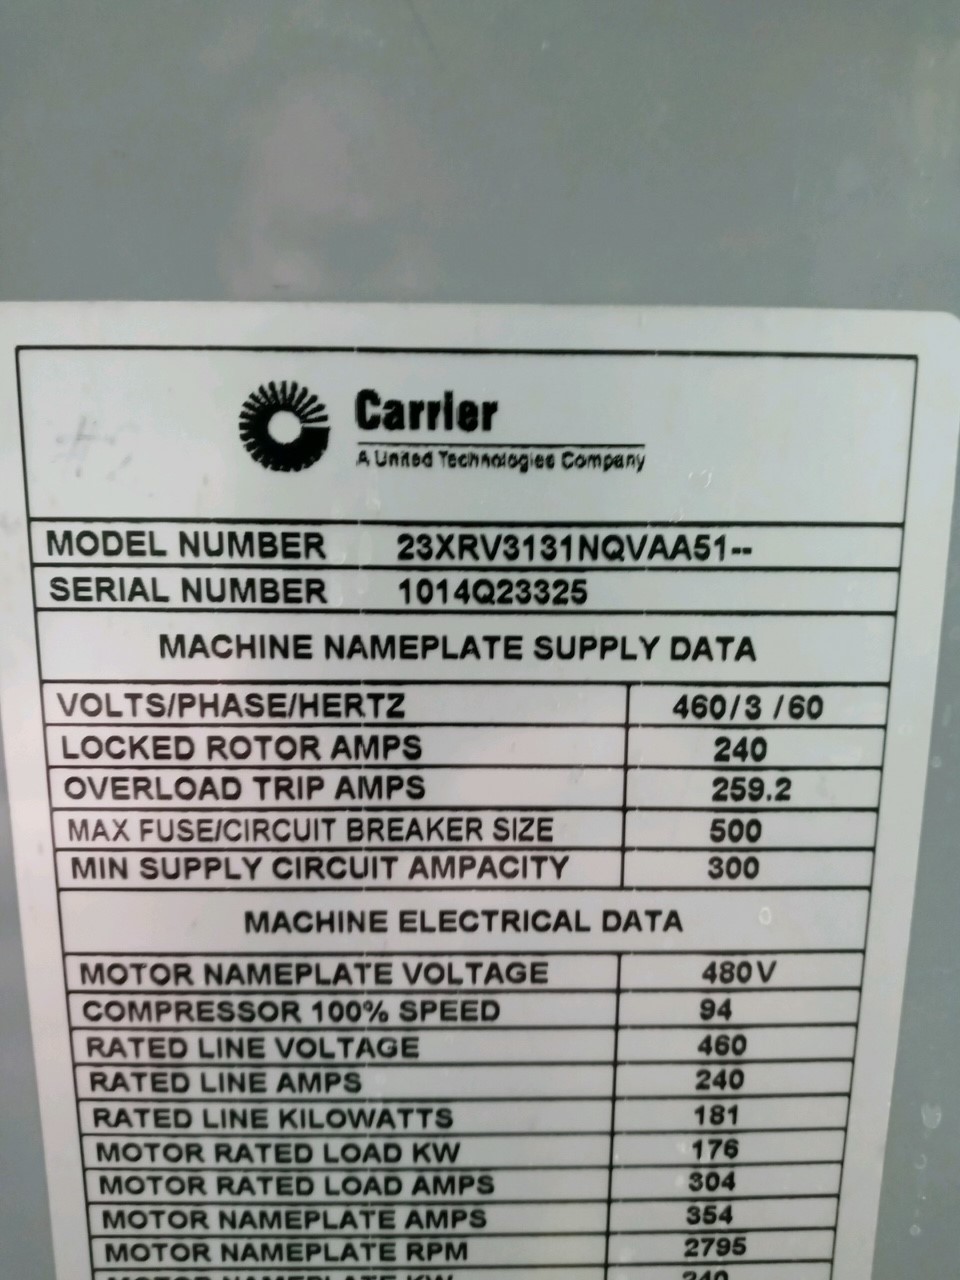 Carrier
A United Technologies Company
MODEL NUMBER 23XRV3131NQVAA51--
SERIAL NUMBER 1014Q23325
MACHINE NAMEPLATE SUPPLY DATA
VOLTS/PHASE/HERTZ 460/3 /60
LOCKED ROTOR AMPS 240
OVERLOAD TRIP AMPS 259.2
MAX FUSE/CIRCUIT BREAKER SIZE 500
MIN SUPPLY CIRCUIT AMPACITY 300
MACHINE ELECTRICAL DATA
MOTOR NAMEPLATE VOLTAGE 480V
COMPRESSOR 100% SPEED 94
RATED LINE VOLTAGE 460
RATED LINE AMPS 240
RATED LINE KILOWATTS 181
MOTOR RATED LOAD KW 176
MOTOR RATED LOAD AMPS 304
MOTOR NAMEPLATE AMPS 354
MOTOR NAMEPLATE RPM 2795
MOTOR NAMEPLATE KW 240